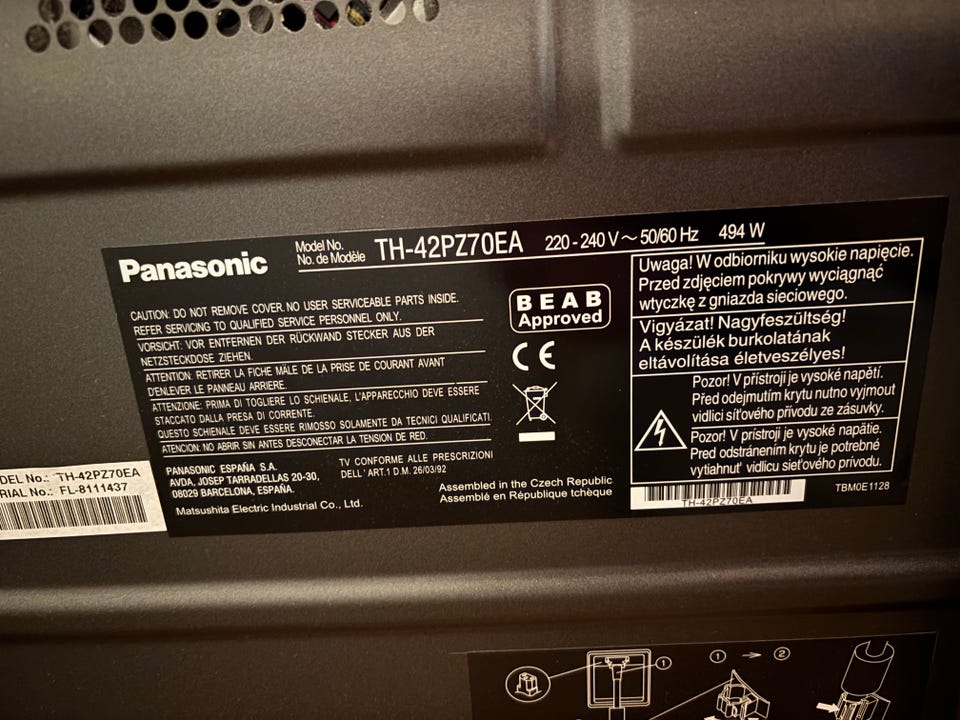 Panasonic
Model No.
No. de Modèle
TH-42PZ70EA 220 - 240 V ~ 50/60 Hz 494 W
CAUTION: DO NOT REMOVE COVER. NO USER SERVICEABLE PARTS INSIDE.
REFER SERVICING TO QUALIFIED SERVICE PERSONNEL ONLY.
VORSICHT: VOR ENTFERNEN DER RÜCKWAND STECKER AUS DER
NETZSTECKDOSE ZIEHEN.
ATTENTION: RETIRER LA FICHE MÂLE DE LA PRISE DE COURANT AVANT
D'ENLEVER LE PANNEAU ARRIERE.
ATTENZIONE: PRIMA DI TOGLIERE LO SCHIENALE, L'APPARECCHIO DEVE ESSERE
STACCATO DALLA PRESA DI CORRENTE.
QUESTO SCHIENALE DEVE ESSERE RIMOSSO SOLAMENTE DA TECNICI QUALIFICATI.
ATENCION: NO ABRIR SIN ANTES DESCONECTAR LA TENSION DE RED.
PANASONIC ESPAÑA S.A.
AVDA, JOSEP TARRADELLAS 20-30,
08029 BARCELONA, ESPAÑA.
TV CONFORME ALLE PRESCRIZIONI
DELL' ART.1 D.M. 26/03/92
Matsushita Electric Industrial Co., Ltd.
Assembled in the Czech Republic
Assemblé en République tchèque
BEAB
Approved
CE
Uwaga! W odbiorniku wysokie napięcie.
Przed zdjęciem pokrywy wyciągnąć
wtyczkę z gniazda sieciowego.
Vigyázat! Nagyfeszültség!
A készülék burkolatának
eltávolítása életveszélyes!
Pozor! V přístroji je vysoké napětí.
Před odejmutím krytu nutno vyjmout
vidlici síťového přívodu ze zásuvky.
Pozor! V prístroji je vysoké napätie.
Pred odstránením krytu je potrebné
vytiahnuť vidlicu sieťového prívodu.
TH-42PZ70EA
TBM0E1128
DEL No.: TH-42PZ70EA
RIAL No.: FL-8111437
1
1 → 2